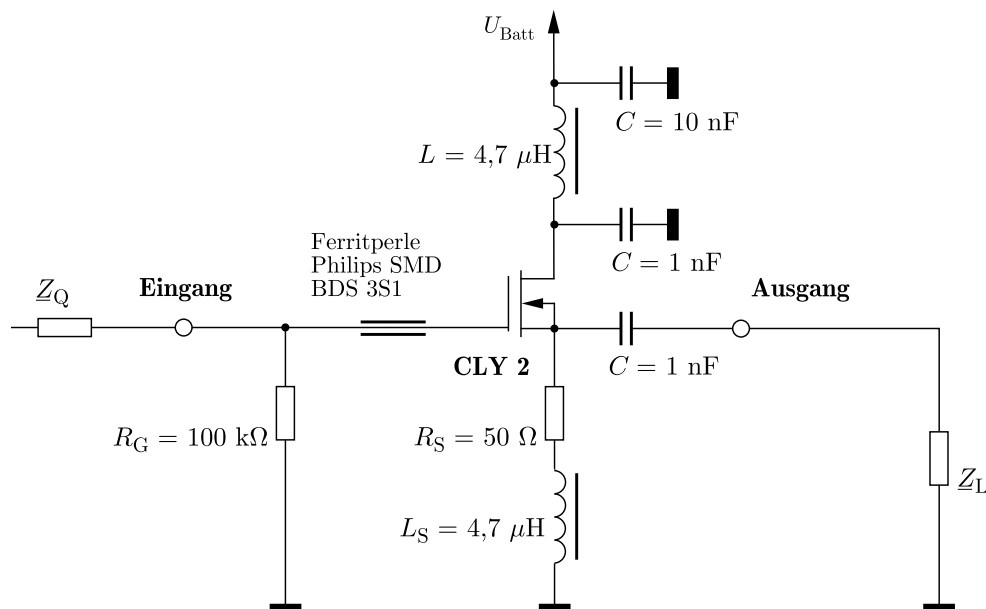 U_Batt
C = 10 nF
L = 4,7 μH
C = 1 nF
Ferritperle
Philips SMD
BDS 3S1
Z_Q
Eingang
Ausgang
CLY 2
C = 1 nF
R_G = 100 kΩ
R_S = 50 Ω
Z_L
L_S = 4,7 μH